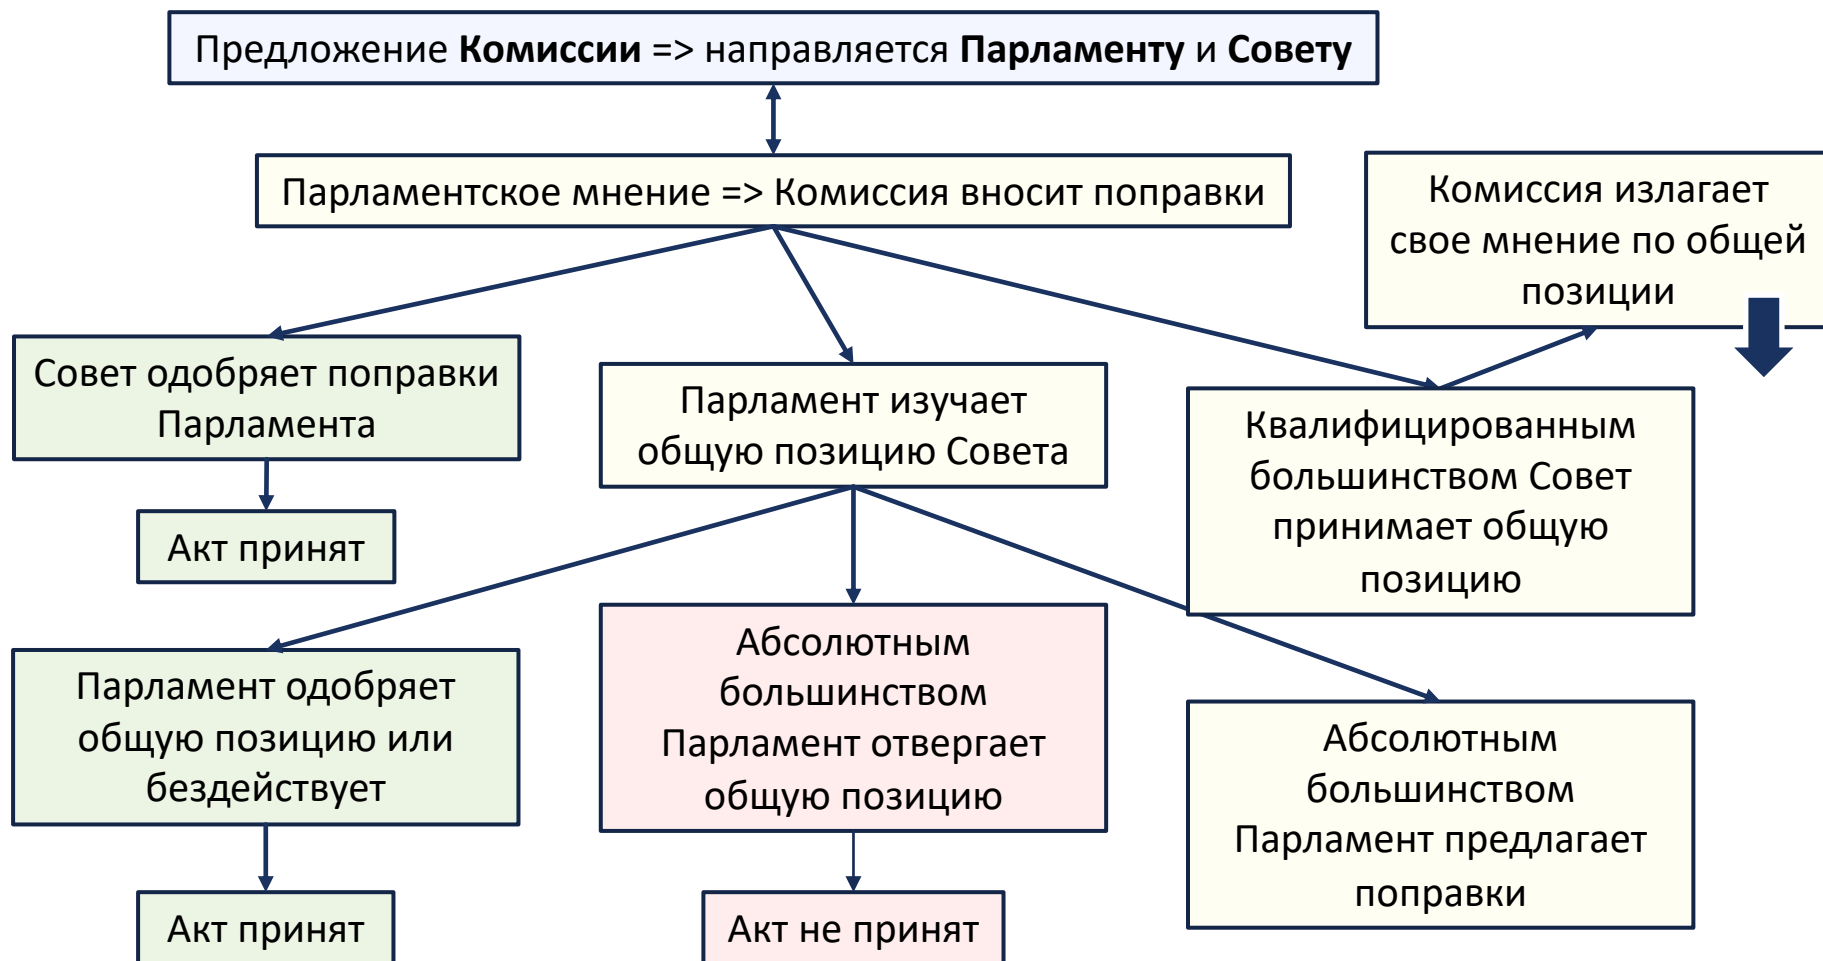 Предложение Комиссии => направляется Парламенту и Совету
Парламентское мнение => Комиссия вносит поправки
Комиссия излагает
свое мнение по общей
позиции
Совет одобряет поправки
Парламента
Парламент изучает
общую позицию Совета
Квалифицированным
большинством Совет
принимает общую
позицию
Акт принят
Парламент одобряет
общую позицию или
бездействует
Абсолютным
большинством
Парламент отвергает
общую позицию
Абсолютным
большинством
Парламент предлагает
поправки
Акт принят
Акт не принят